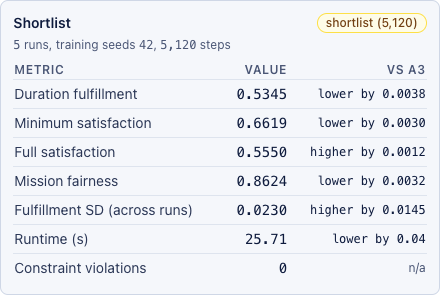 Shortlist shortlist (5,120)
5 runs, training seeds 42, 5,120 steps
METRIC VALUE VS A3
Duration fulfillment 0.5345 lower by 0.0038
Minimum satisfaction 0.6619 lower by 0.0030
Full satisfaction 0.5550 higher by 0.0012
Mission fairness 0.8624 lower by 0.0032
Fulfillment SD (across runs) 0.0230 higher by 0.0145
Runtime (s) 25.71 lower by 0.04
Constraint violations 0 n/a